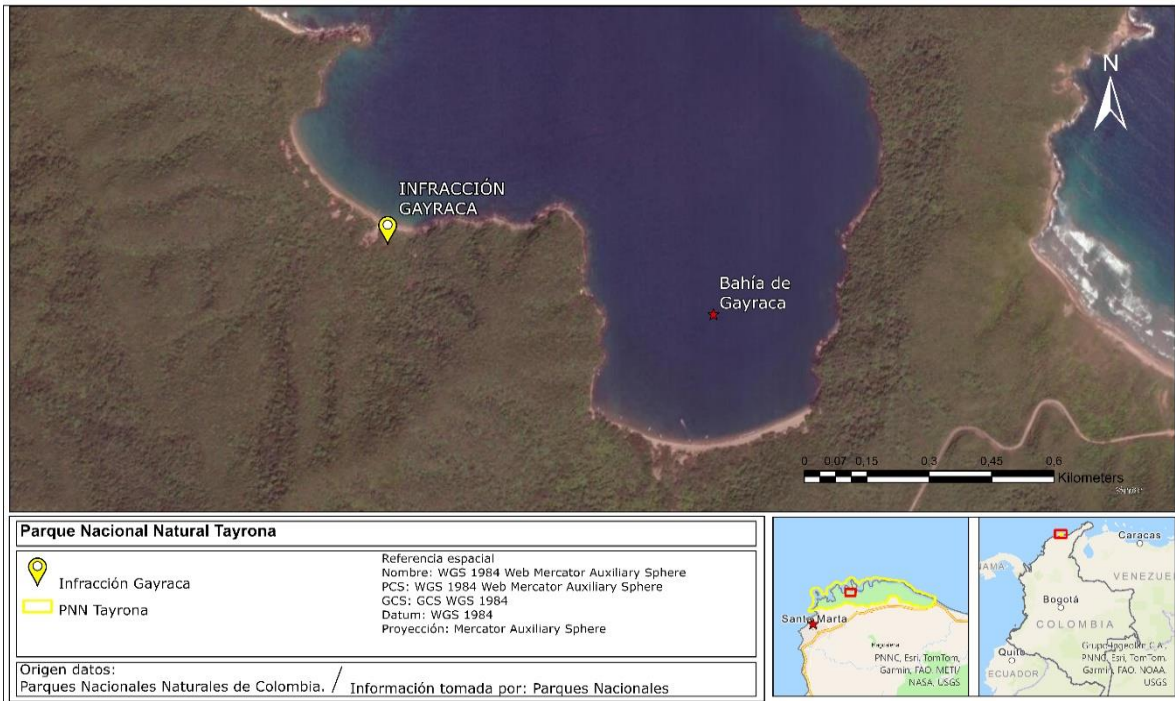 N
INFRACCIÓN
GAYRACA
Bahía de
Gayraca
0 0,07 0,15 0,3 0,45 0,6
Kilometers
Parque Nacional Natural Tayrona
Infracción Gayraca
PNN Tayrona
Referencia espacial
Nombre: WGS 1984 Web Mercator Auxiliary Sphere
PCS: WGS 1984 Web Mercator Auxiliary Sphere
GCS: GCS WGS 1984
Datum: WGS 1984
Proyección: Mercator Auxiliary Sphere
Origen datos:
Parques Nacionales Naturales de Colombia. / Información tomada por: Parques Nacionales
Santa Marta
PNNC, Esri, TomTom,
Garmin, FAO, METI/
NASA, USGS
Caracas
NAMÁ
VENEZUE
Bogotá
COLOMBIA
Quito
ECUADOR
PNNC, Esri, TomTom,
Garmin, FAO, NOAA,
USGS